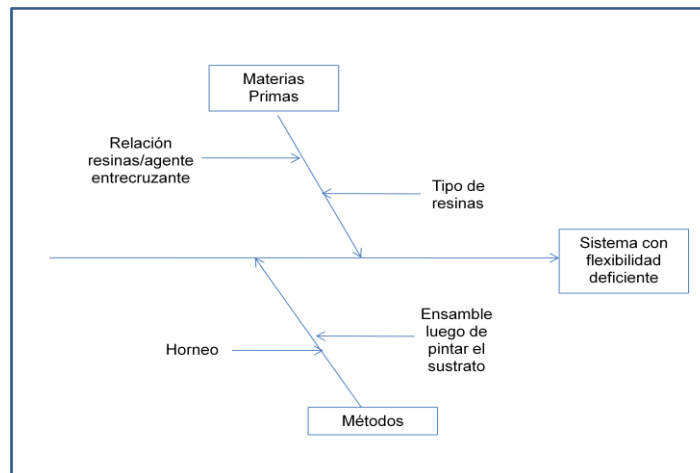 Materias
Primas
Relación
resinas/agente
entrecruzante
Tipo de
resinas
Sistema con
flexibilidad
deficiente
Ensamble
luego de
pintar el
sustrato
Horneo
Métodos